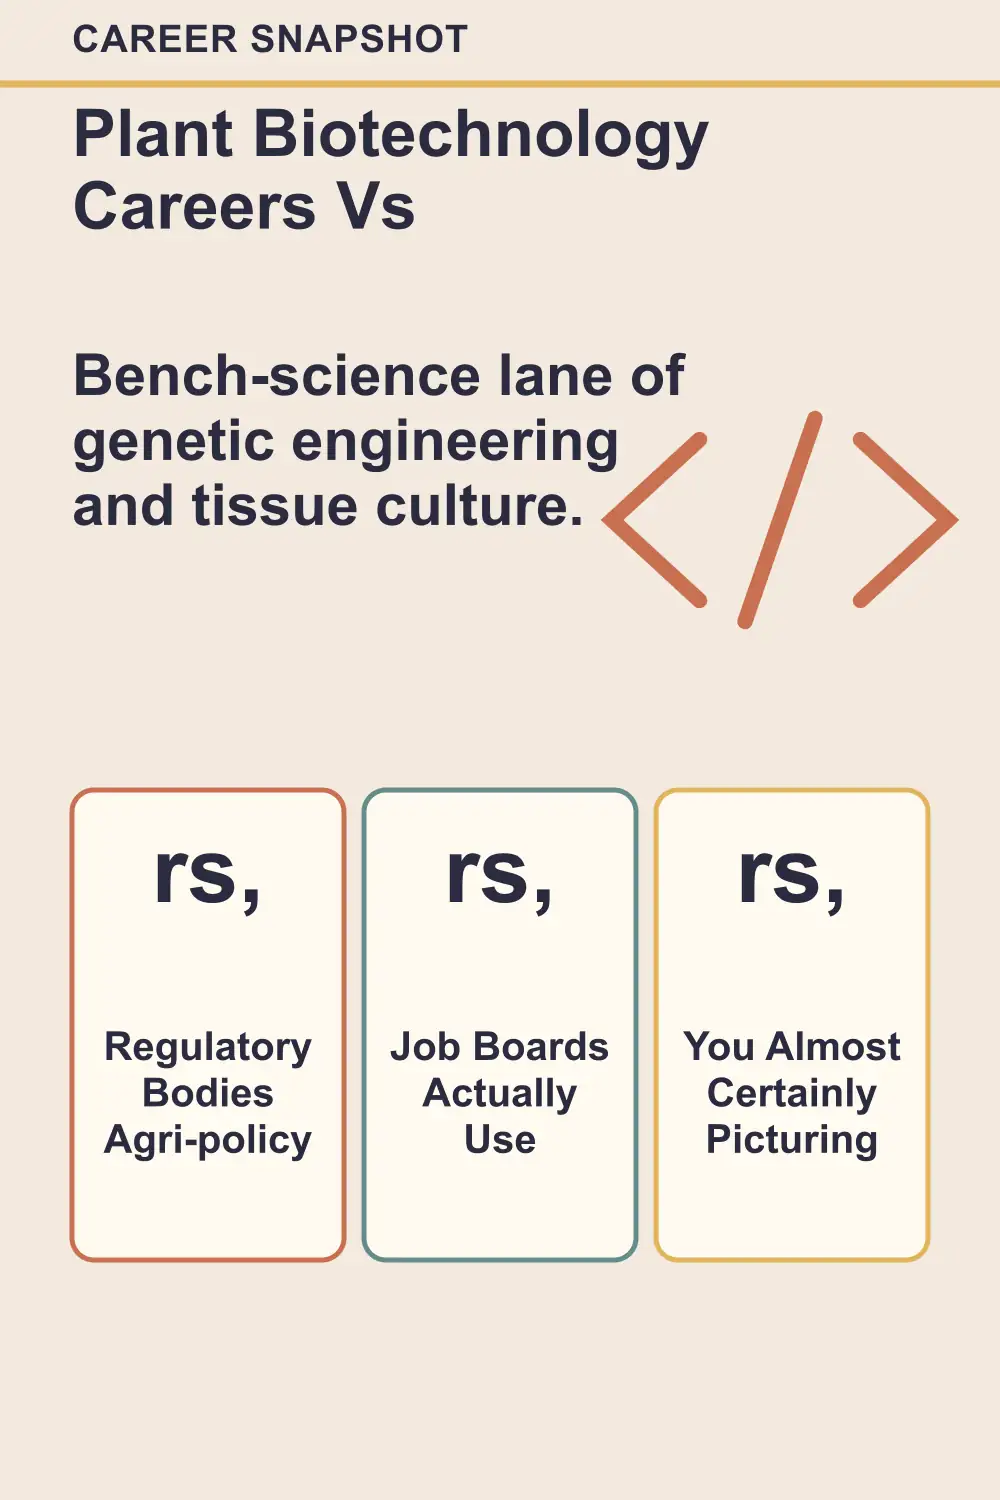 CAREER SNAPSHOT
Plant Biotechnology
Careers Vs
Bench-science lane of
genetic engineering
and tissue culture.
</>
rs,
Regulatory
Bodies
Agri-policy
rs,
Job Boards
Actually
Use
rs,
You Almost
Certainly
Picturing